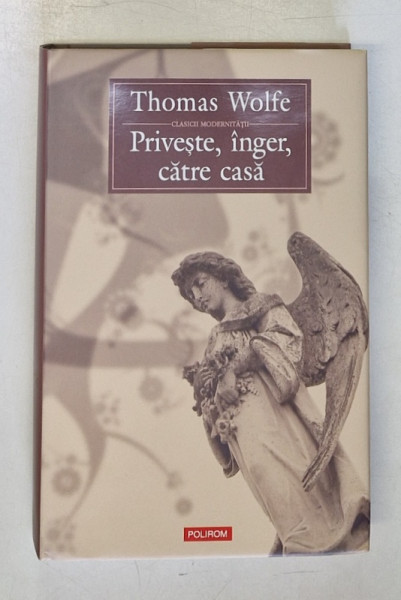 Thomas Wolfe
CLASICII MODERNITĂȚII
Privește, înger,
către casă
POLIROM